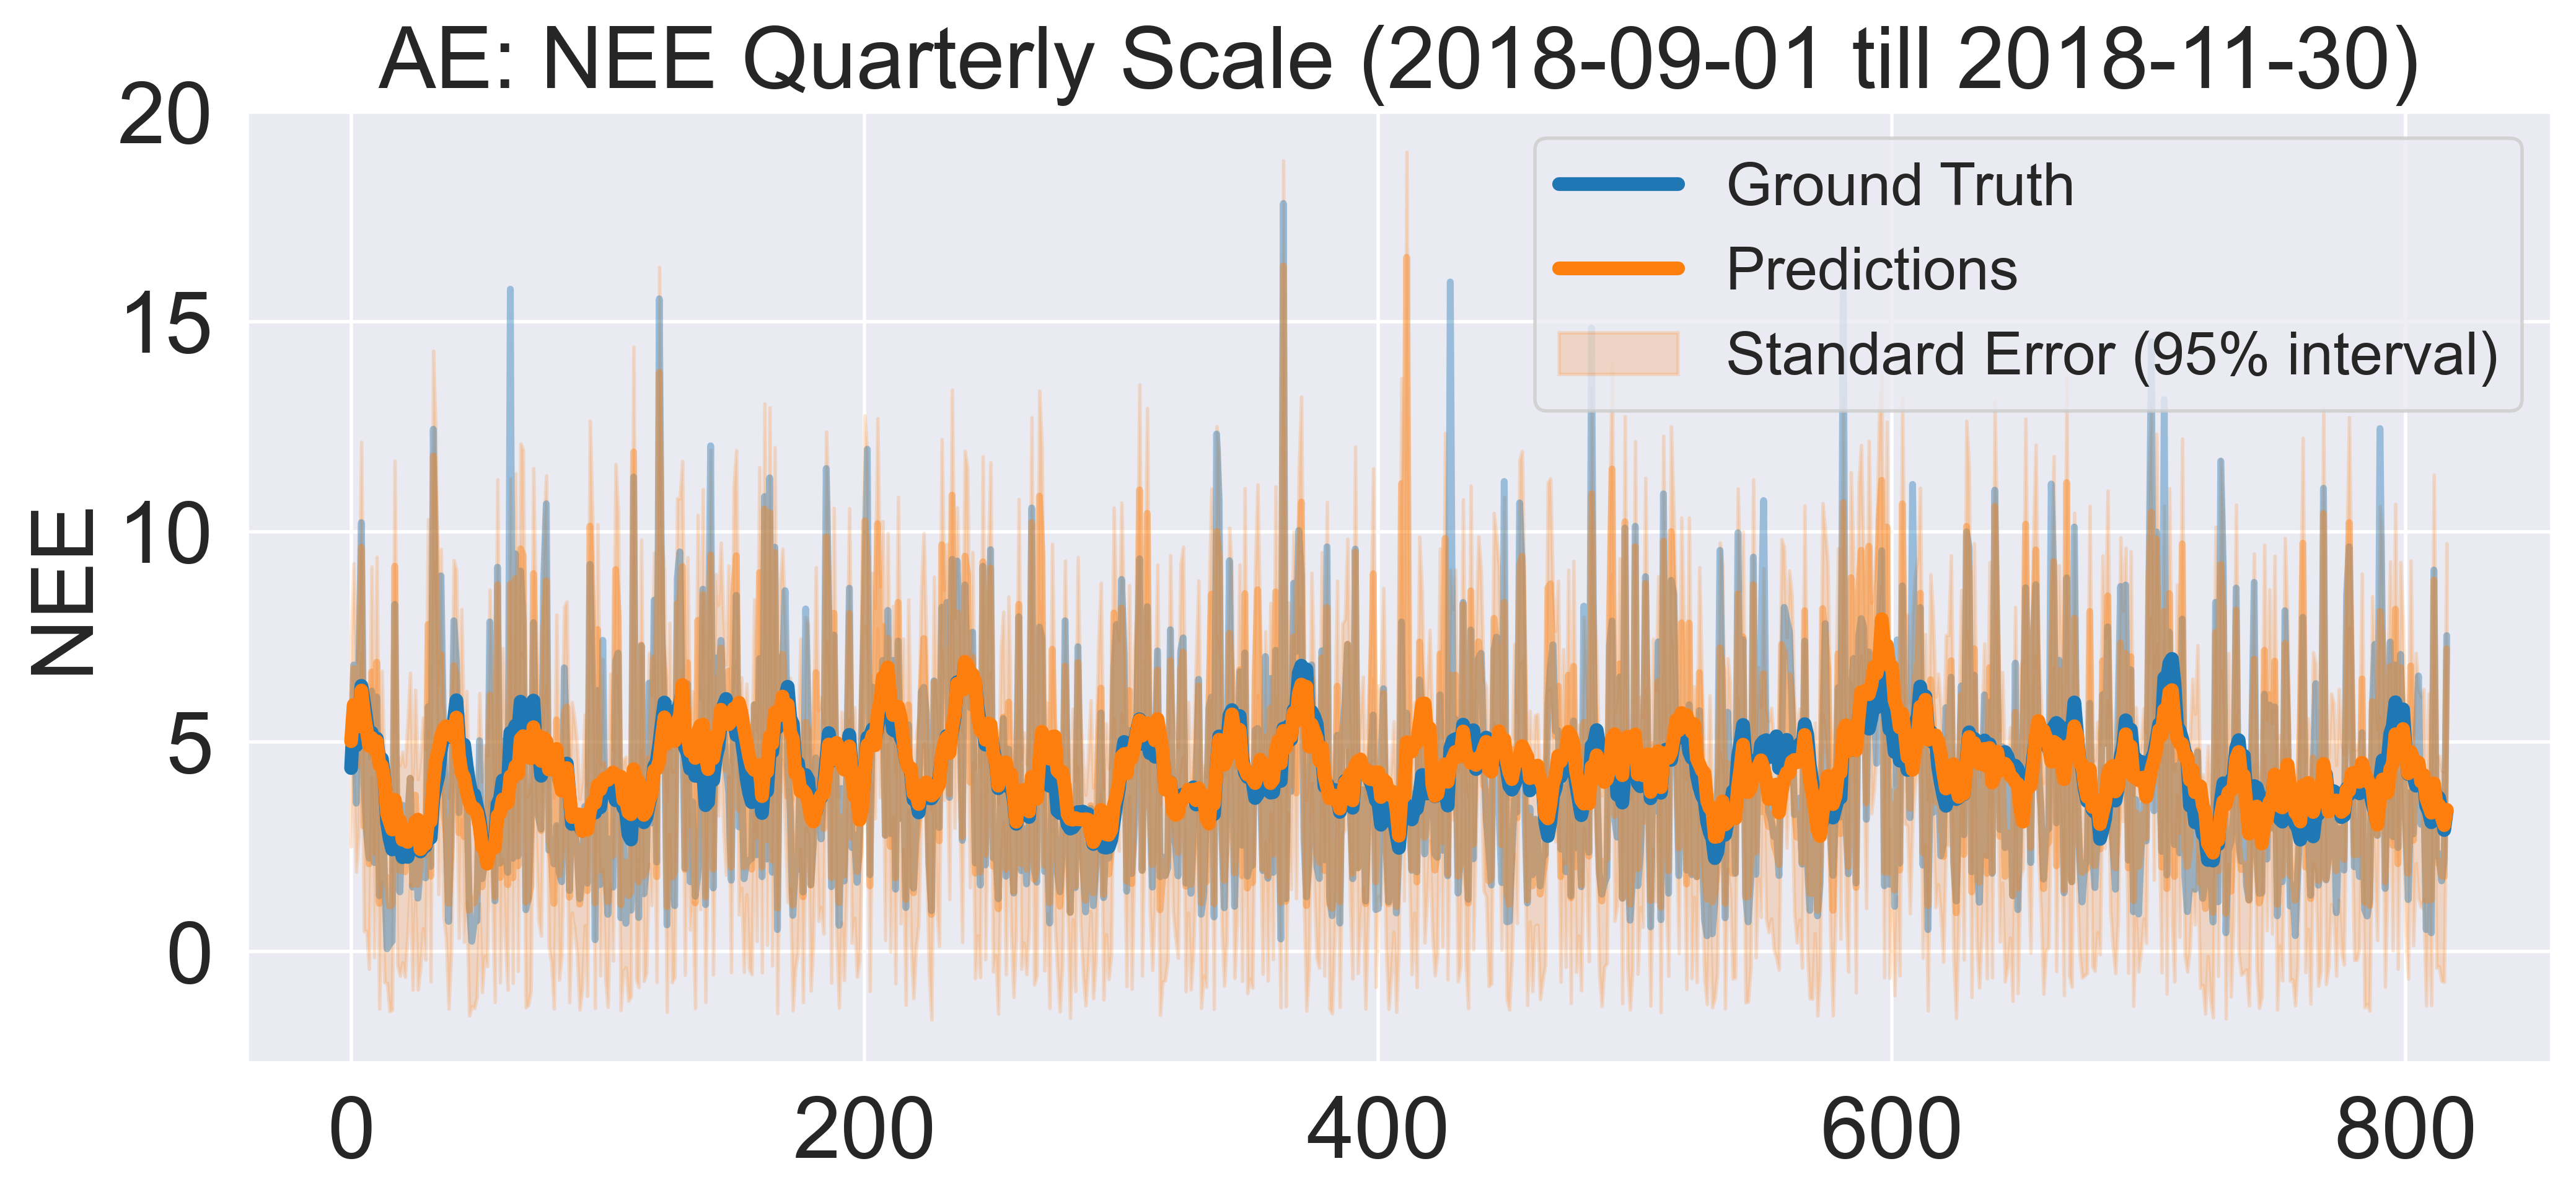 AE: NEE Quarterly Scale (2018-09-01 till 2018-11-30)
20
15
10
5
0
NEE
Ground Truth
Predictions
Standard Error (95% interval)
0 200 400 600 800